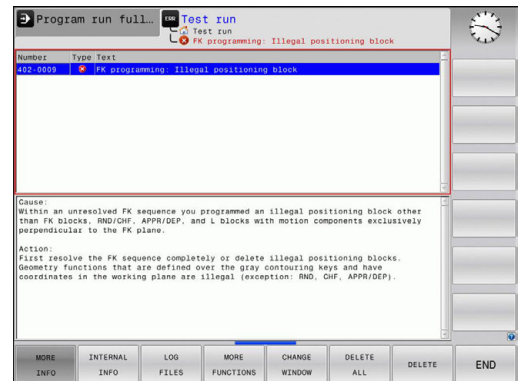 Program run full...
ERR Test run
Test run
FK programming: Illegal positioning block
Number Type Text
402-0009 FK programming: Illegal positioning block
Cause:
Within an unresolved FK sequence you programmed an illegal positioning block other
than FK blocks, RND/CHF, APPR/DEP, and L blocks with motion components exclusively
perpendicular to the FK plane.
Action:
First resolve the FK sequence completely or delete illegal positioning blocks.
Geometry functions that are defined over the gray contouring keys and have
coordinates in the working plane are illegal (exception: RND, CHF, APPR/DEP).
MORE INFO
INTERNAL INFO
LOG FILES
MORE FUNCTIONS
CHANGE WINDOW
DELETE ALL
DELETE
END